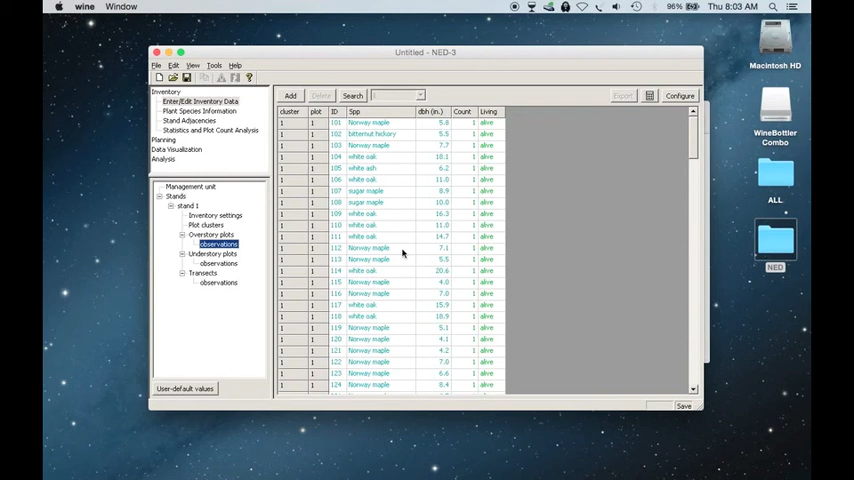 wine Window
96% Thu 8:03 AM
Untitled - NED-3
File Edit View Tools Help
Add Delete Search Export Configure
Inventory
Enter/Edit Inventory Data
Plant Species Information
Stand Adjacencies
Statistics and Plot Count Analysis
Planning
Data Visualization
Analysis
Management unit
Stands
stand 1
Inventory settings
Plot clusters
Overstory plots
observations
Understory plots
observations
Transects
observations
User-default values
cluster plot ID Spp dbh (in.) Count Living
1 1 101 Norway maple 5.8 1 alive
1 1 102 bitternut hickory 5.5 1 alive
1 1 103 Norway maple 7.7 1 alive
1 1 104 white oak 18.1 1 alive
1 1 105 white ash 6.2 1 alive
1 1 106 white oak 11.0 1 alive
1 1 107 sugar maple 8.9 1 alive
1 1 108 sugar maple 10.0 1 alive
1 1 109 white oak 16.3 1 alive
1 1 110 white oak 11.0 1 alive
1 1 111 white oak 14.7 1 alive
1 1 112 Norway maple 7.1 1 alive
1 1 113 Norway maple 5.5 1 alive
1 1 114 white oak 20.6 1 alive
1 1 115 Norway maple 4.0 1 alive
1 1 116 Norway maple 7.0 1 alive
1 1 117 white oak 15.9 1 alive
1 1 118 white oak 18.9 1 alive
1 1 119 Norway maple 5.1 1 alive
1 1 120 Norway maple 4.1 1 alive
1 1 121 Norway maple 4.2 1 alive
1 1 122 Norway maple 7.0 1 alive
1 1 123 Norway maple 6.6 1 alive
1 1 124 Norway maple 8.4 1 alive
Save
Macintosh HD
WineBottler
Combo
ALL
NED